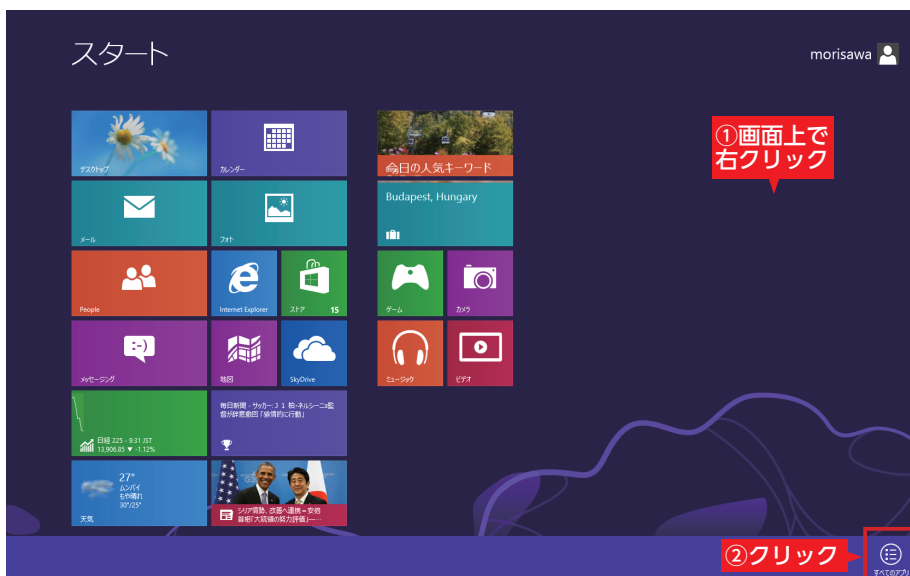 スタート
morisawa
デスクトップ
カレンダー
今日の人気キーワード
①画面上で
右クリック
メール
フォト
Budapest, Hungary
People
Internet Explorer
ストア
15
ゲーム
カメラ
メッセージング
地図
SkyDrive
ミュージック
ビデオ
日経 225 - 9:31 JST
13,906.85 ▼ -1.12%
毎日新聞 - サッカー:J 1 柏・ネルシーニョ監
督が辞意撤回「感情的に行動」
27°
ムンバイ
もや晴れ
30°/25°
天気
シリア情勢、改善へ連携=安倍
首相「大統領の努力評価」―…
②クリック
すべてのアプリ